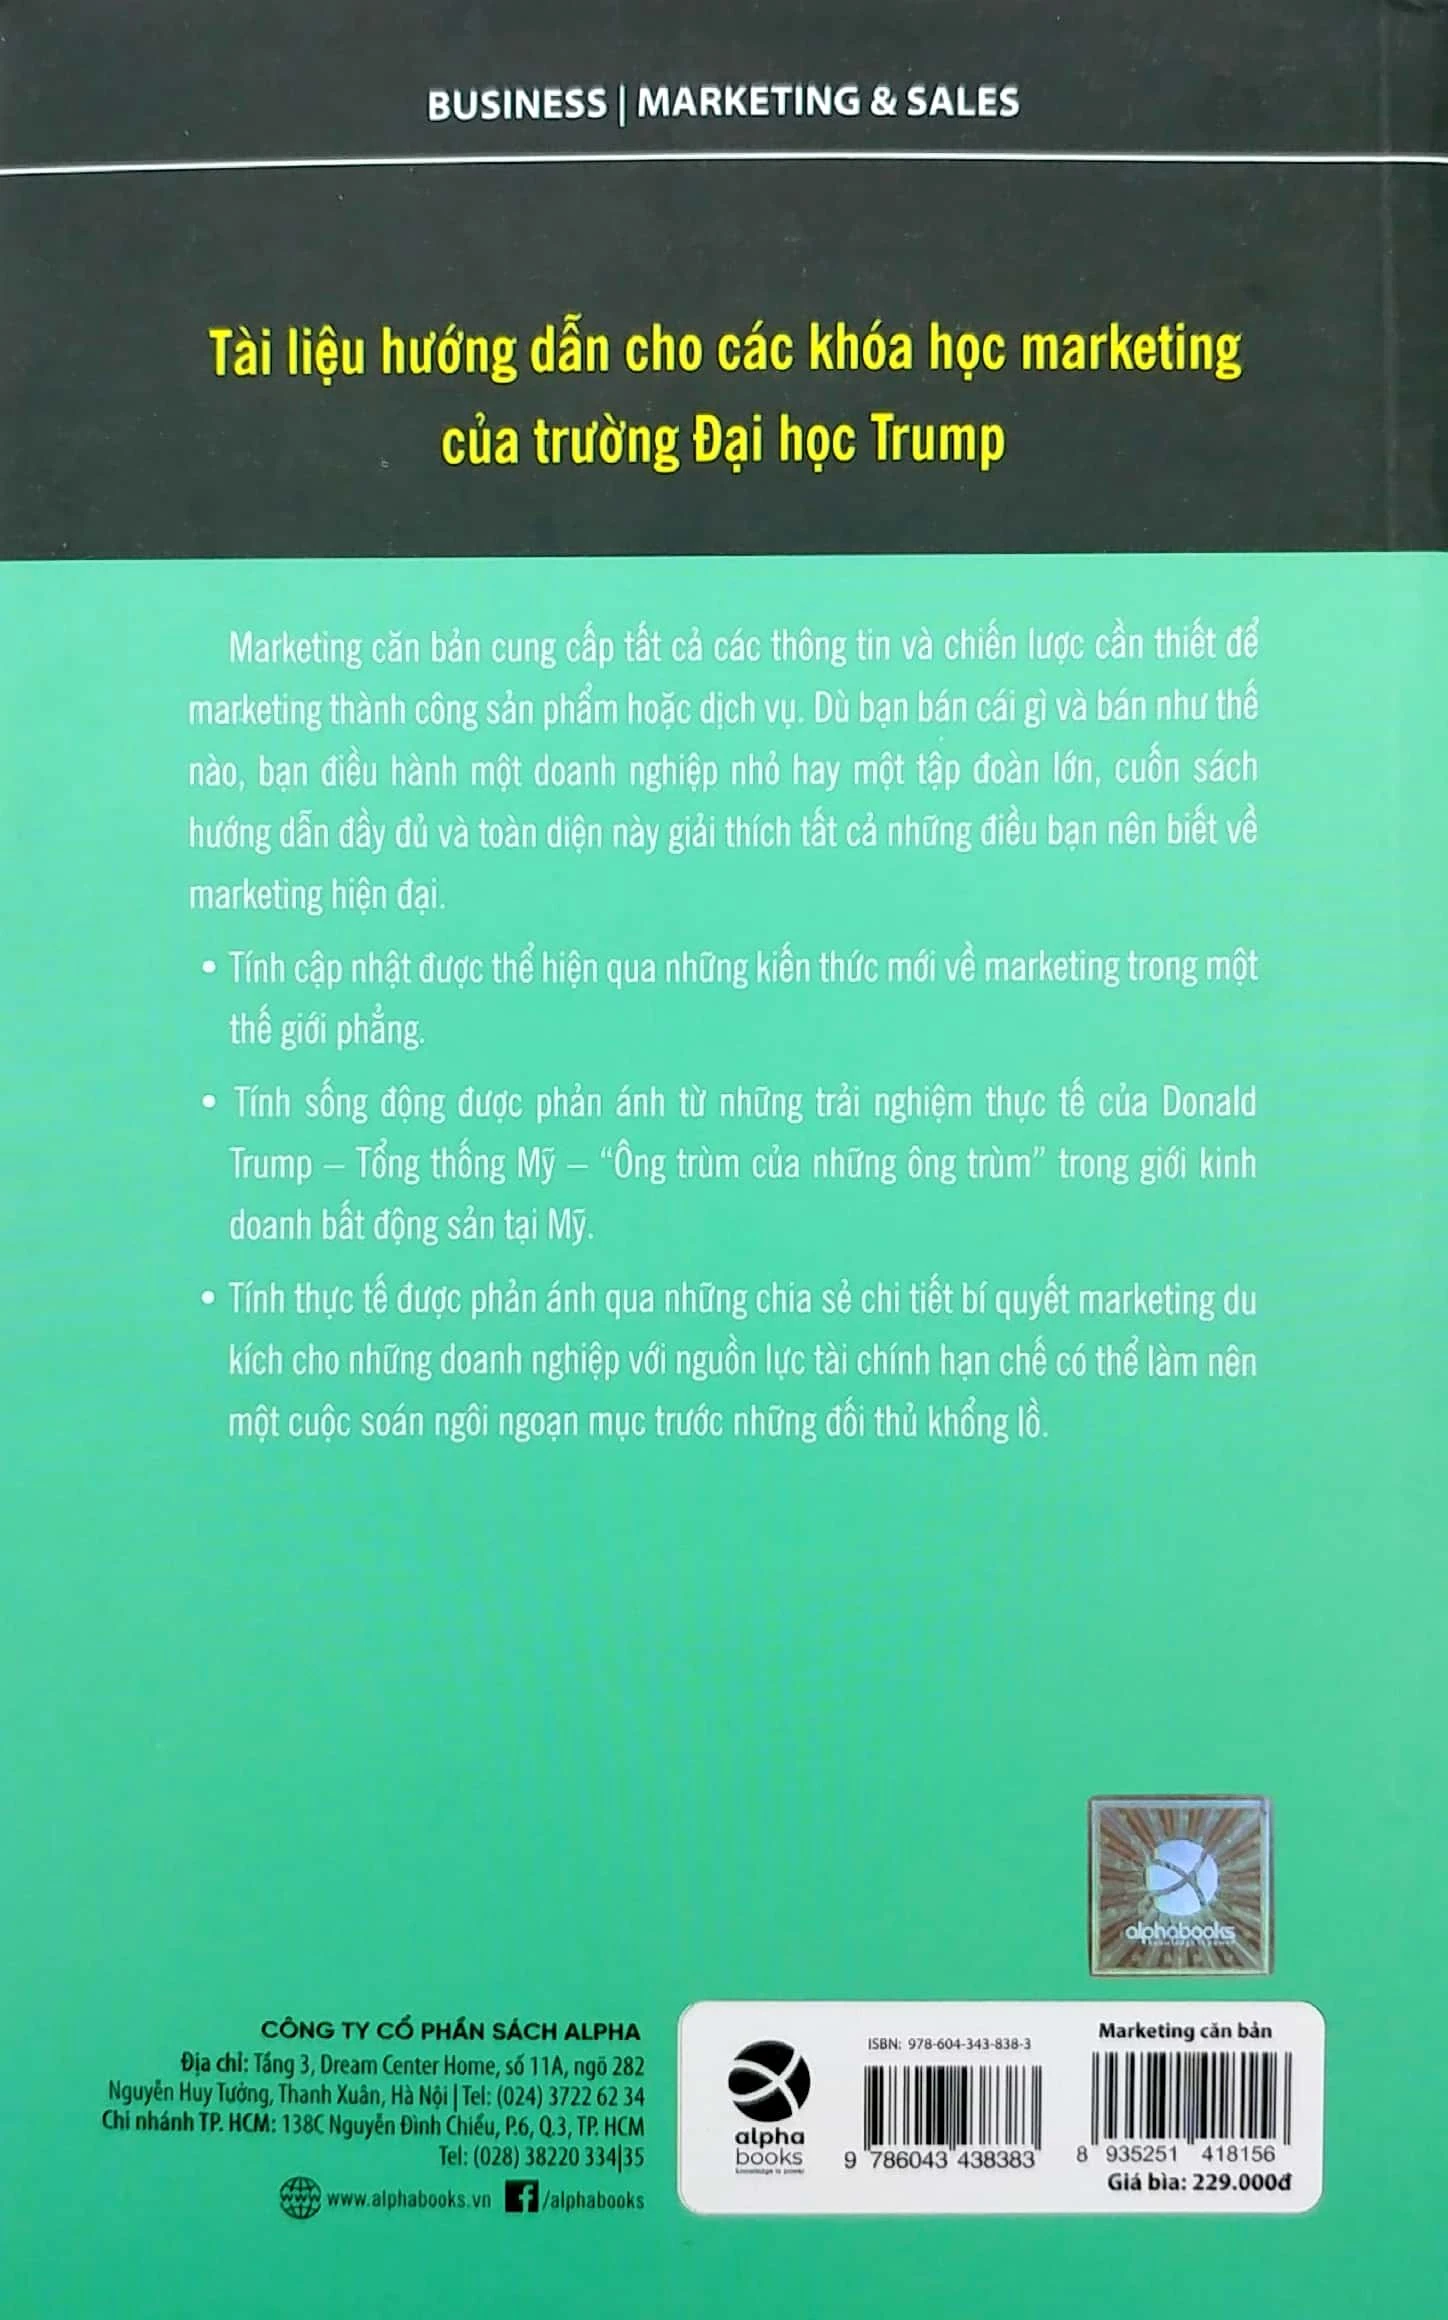 BUSINESS | MARKETING & SALES
Tài liệu hướng dẫn cho các khóa học marketing
của trường Đại học Trump
Marketing căn bản cung cấp tất cả các thông tin và chiến lược cần thiết để
marketing thành công sản phẩm hoặc dịch vụ. Dù bạn bán cái gì và bán như thế
nào, bạn điều hành một doanh nghiệp nhỏ hay một tập đoàn lớn, cuốn sách
hướng dẫn đầy đủ và toàn diện này giải thích tất cả những điều bạn nên biết về
marketing hiện đại.
• Tính cập nhật được thể hiện qua những kiến thức mới về marketing trong một
thế giới phẳng.
• Tính sống động được phản ánh từ những trải nghiệm thực tế của Donald
Trump – Tổng thống Mỹ – “Ông trùm của những ông trùm” trong giới kinh
doanh bất động sản tại Mỹ.
• Tính thực tế được phản ánh qua những chia sẻ chi tiết bí quyết marketing du
kích cho những doanh nghiệp với nguồn lực tài chính hạn chế có thể làm nên
một cuộc soán ngôi ngoạn mục trước những đối thủ khổng lồ.
alphabooks
knowledge is power
CÔNG TY CỔ PHẦN SÁCH ALPHA
Địa chỉ: Tầng 3, Dream Center Home, số 11A, ngõ 282
Nguyễn Huy Tưởng, Thanh Xuân, Hà Nội | Tel: (024) 3722 62 34
Chi nhánh TP. HCM: 138C Nguyễn Đình Chiểu, P.6, Q.3, TP. HCM
Tel: (028) 38220 334|35
www.alphabooks.vn /alphabooks
alpha
books
knowledge is power
ISBN: 978-604-343-838-3
9 786043 438383
Marketing căn bản
8 935251 418156
Giá bìa: 229.000đ